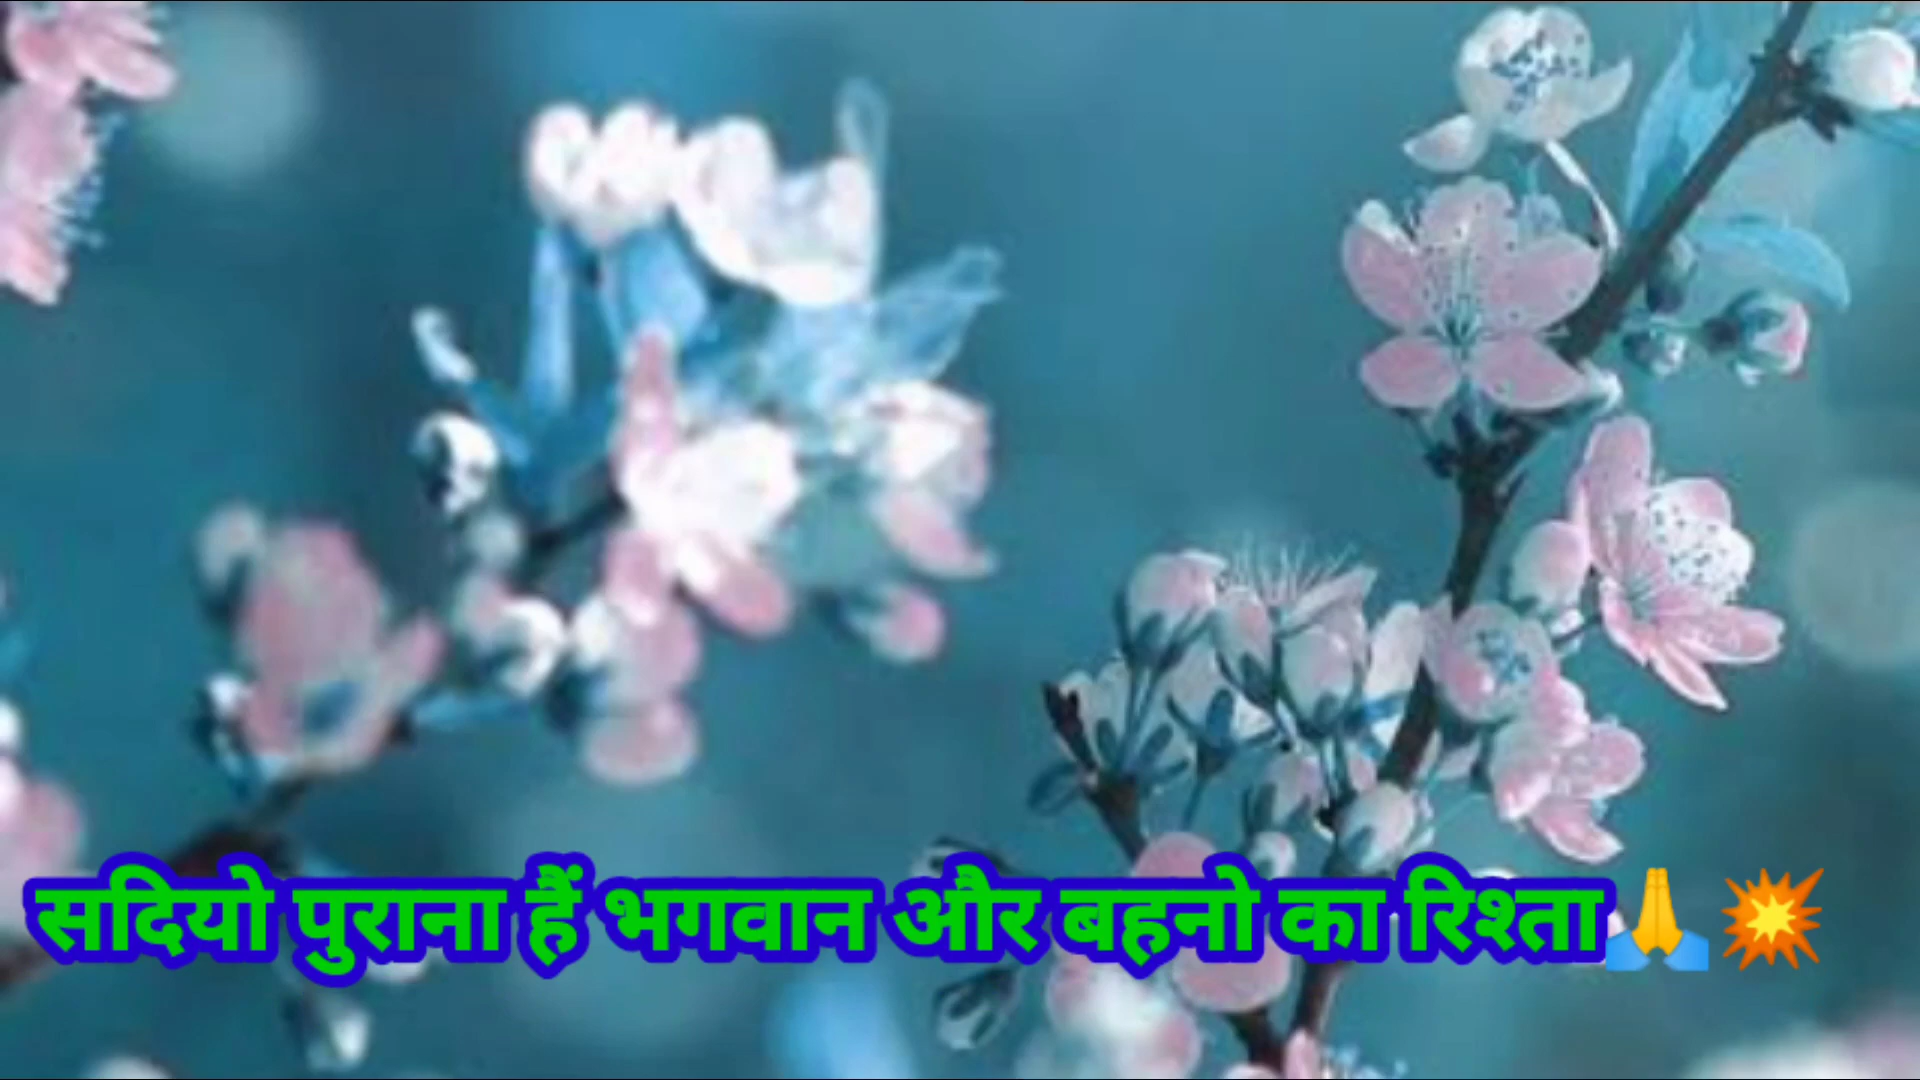 सदियो पुराना हैं भगवान और बहनो का रिश्ता🙏💥